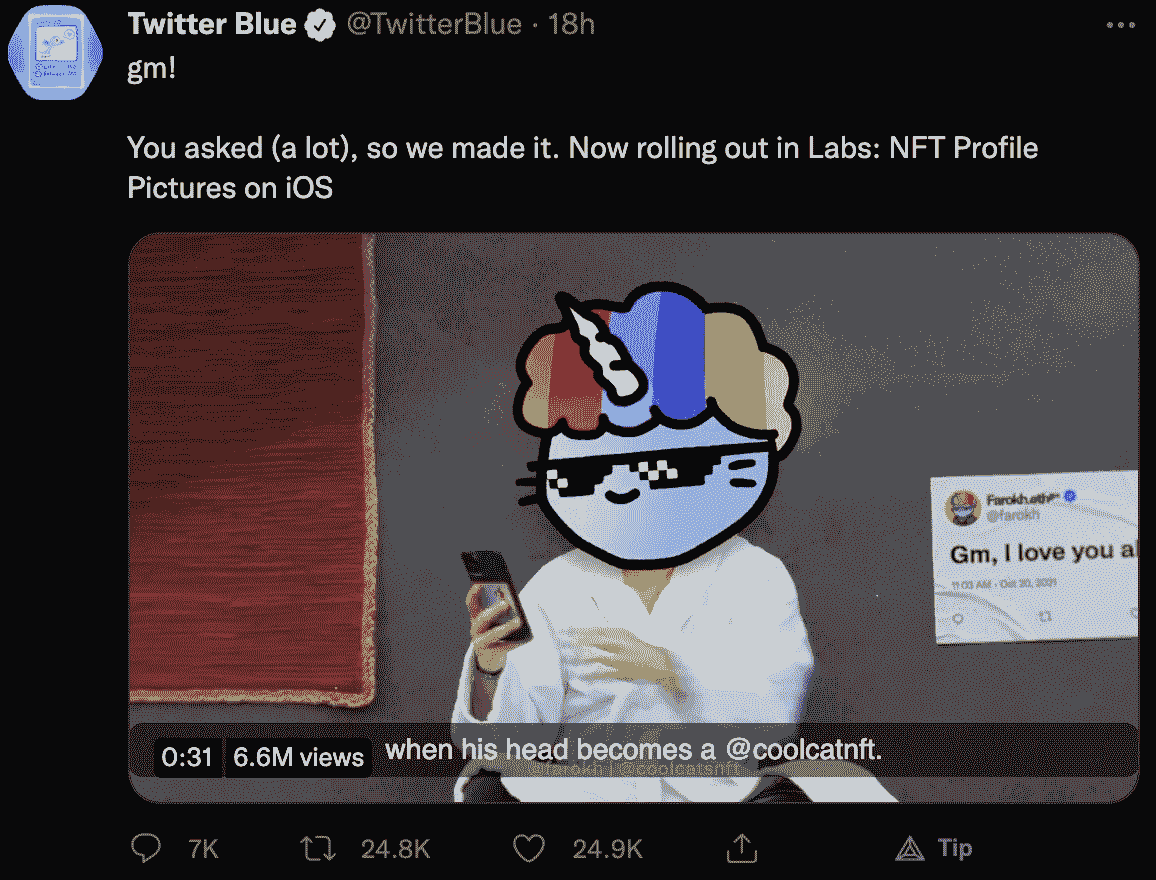 Twitter Blue @TwitterBlue · 18h
gm!
You asked (a lot), so we made it. Now rolling out in Labs: NFT Profile
Pictures on iOS
Farokh.eth
@farokh
Gm, I love you al
11:03 AM · Oct 20, 2021
0:31 6.6M views when his head becomes a @coolcatnft.
@farokh | @coolcatsnft
7K 24.8K 24.9K Tip